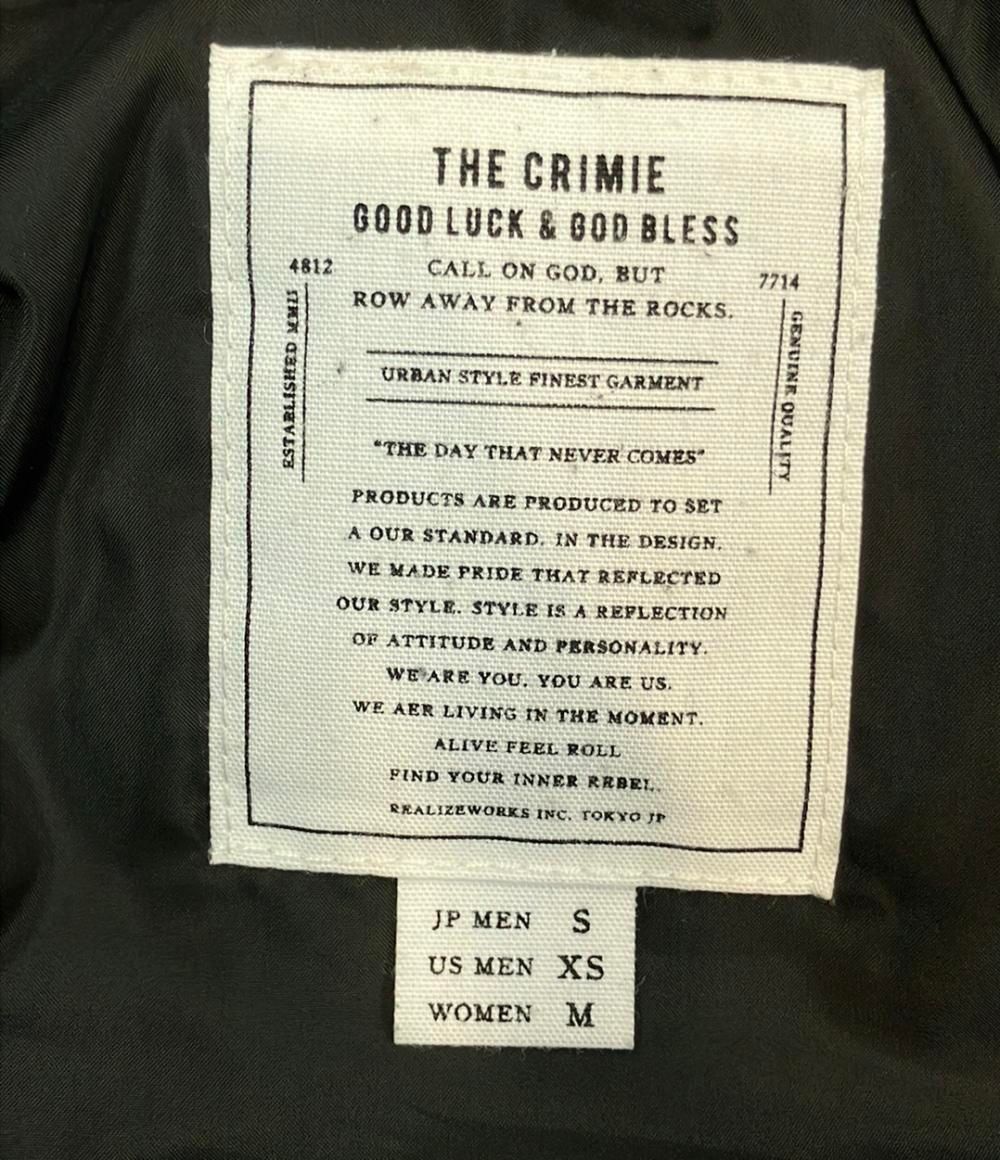 THE CRIMIE
GOOD LUCK & GOD BLESS
4812
CALL ON GOD, BUT
7714
ROW AWAY FROM THE ROCKS.
ESTABLISHED MMII
GENUINE QUALITY
URBAN STYLE FINEST GARMENT
"THE DAY THAT NEVER COMES"
PRODUCTS ARE PRODUCED TO SET
A OUR STANDARD. IN THE DESIGN.
WE MADE PRIDE THAT REFLECTED
OUR STYLE. STYLE IS A REFLECTION
OF ATTITUDE AND PERSONALITY.
WE ARE YOU. YOU ARE US.
WE AER LIVING IN THE MOMENT.
ALIVE FEEL ROLL
FIND YOUR INNER REBEL.
REALIZEWORKS INC. TOKYO JP
JP MEN S
US MEN XS
WOMEN M